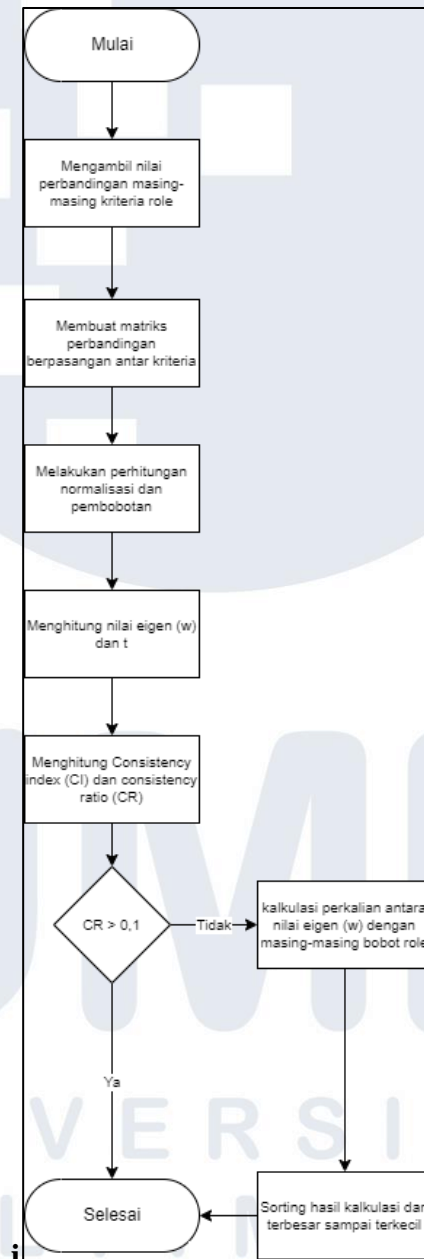 Mulai
Mengambil nilai
perbandingan masing-
masing kriteria role
Membuat matriks
perbandingan
berpasangan antar kriteria
Melakukan perhitungan
normalisasi dan
pembobotan
Menghitung nilai eigen (w)
dan t
Menghitung Consistency
index (CI) dan consistency
ratio (CR)
CR > 0,1
Tidak
kalkulasi perkalian antara
nilai eigen (w) dengan
masing-masing bobot role
Ya
Selesai
Sorting hasil kalkulasi dari
terbesar sampai terkecil
UMN
VERSI
i